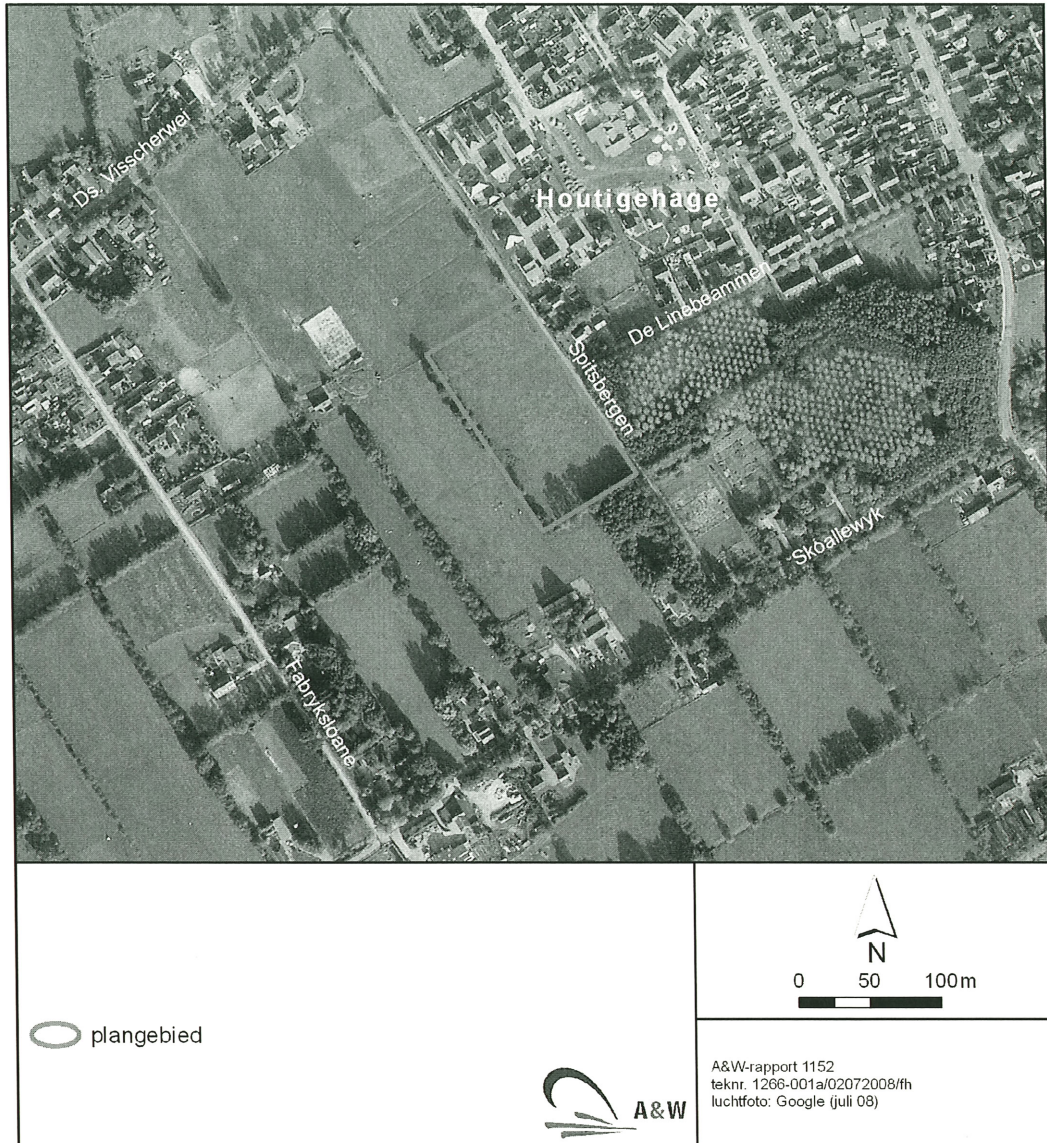 Ds. Visscherwei
Houtigehage
De Linebeammen
Spitsbergen
Skoallewyk
Fabryksloane
N
0 50 100m
plangebied
A&W
A&W-rapport 1152
teknr. 1266-001a/02072008/fh
luchtfoto: Google (juli 08)